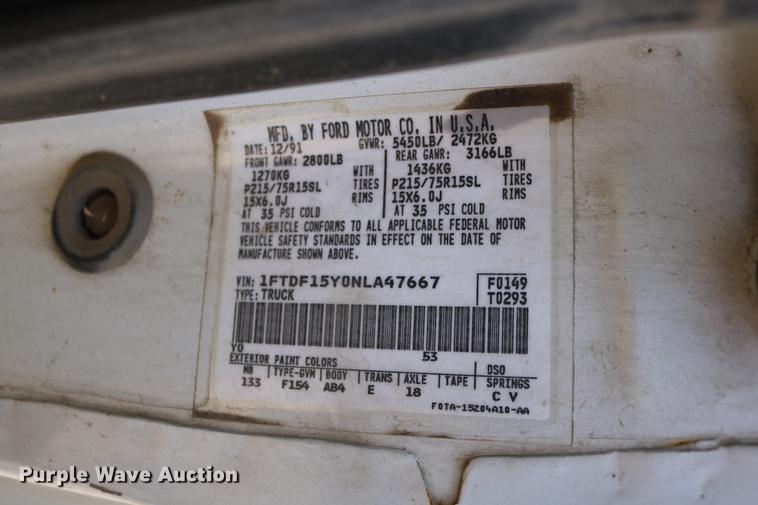 MFD. BY FORD MOTOR CO. IN U.S.A.
DATE: 12/91 GVWR: 5450LB/ 2472KG
FRONT GAWR: 2800LB REAR GAWR: 3166LB
1270KG WITH 1436KG WITH
P215/75R15SL TIRES P215/75R15SL TIRES
15X6.0J RIMS 15X6.0J RIMS
AT 35 PSI COLD AT 35 PSI COLD
THIS VEHICLE CONFORMS TO ALL APPLICABLE FEDERAL MOTOR
VEHICLE SAFETY STANDARDS IN EFFECT ON THE DATE OF
MANUFACTURE SHOWN ABOVE.
VIN: 1FTDF15Y0NLA47667 F0149
TYPE: TRUCK T0293
YO 53
EXTERIOR PAINT COLORS DSO
WB TYPE-GVW BODY TRANS AXLE TAPE SPRINGS
133 F154 AB4 E 18 C V
F0TA-15204A10-AA
Purple Wave Auction